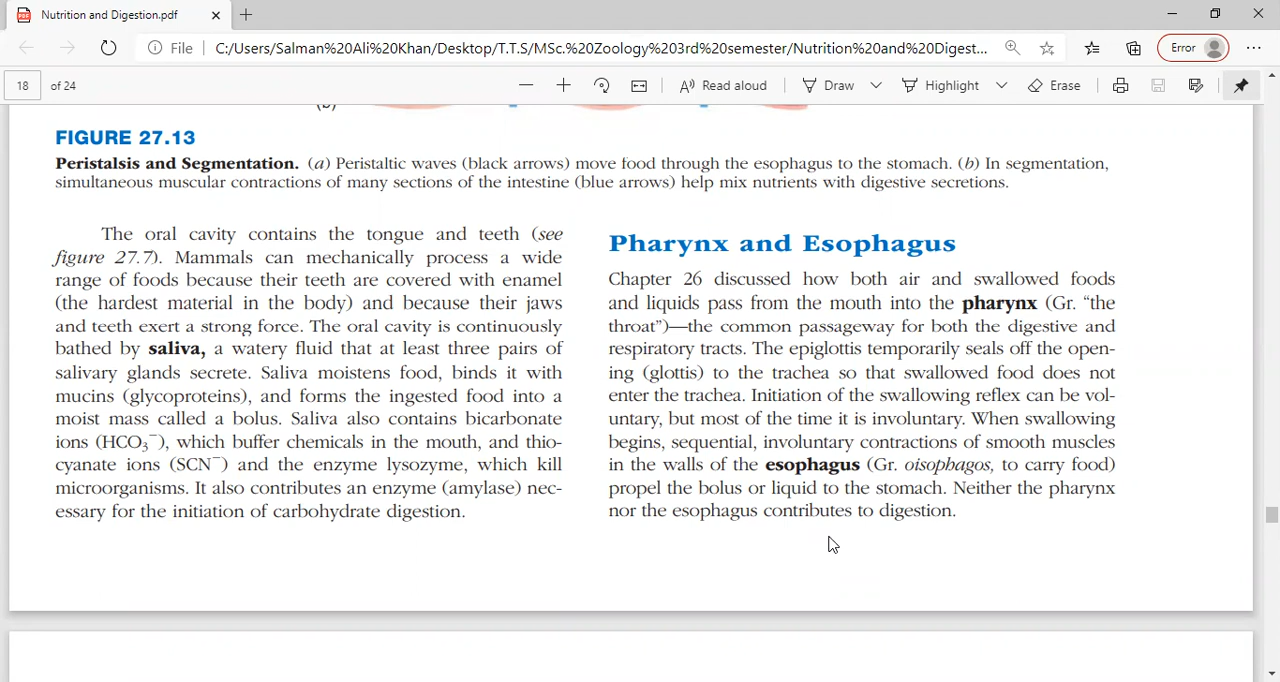 Nutrition and Digestion.pdf
File
C:/Users/Salman%20Ali%20Khan/Desktop/T.T.S/MSc.%20Zoology%203rd%20semester/Nutrition%20and%20Digest...
Error
18 of 24
Read aloud
Draw
Highlight
Erase
(b)
FIGURE 27.13
Peristalsis and Segmentation. (a) Peristaltic waves (black arrows) move food through the esophagus to the stomach. (b) In segmentation,
simultaneous muscular contractions of many sections of the intestine (blue arrows) help mix nutrients with digestive secretions.
The oral cavity contains the tongue and teeth (see
figure 27.7). Mammals can mechanically process a wide
range of foods because their teeth are covered with enamel
(the hardest material in the body) and because their jaws
and teeth exert a strong force. The oral cavity is continuously
bathed by saliva, a watery fluid that at least three pairs of
salivary glands secrete. Saliva moistens food, binds it with
mucins (glycoproteins), and forms the ingested food into a
moist mass called a bolus. Saliva also contains bicarbonate
ions (HCO₃⁻), which buffer chemicals in the mouth, and thio-
cyanate ions (SCN⁻) and the enzyme lysozyme, which kill
microorganisms. It also contributes an enzyme (amylase) nec-
essary for the initiation of carbohydrate digestion.
Pharynx and Esophagus
Chapter 26 discussed how both air and swallowed foods
and liquids pass from the mouth into the pharynx (Gr. “the
throat”)—the common passageway for both the digestive and
respiratory tracts. The epiglottis temporarily seals off the open-
ing (glottis) to the trachea so that swallowed food does not
enter the trachea. Initiation of the swallowing reflex can be vol-
untary, but most of the time it is involuntary. When swallowing
begins, sequential, involuntary contractions of smooth muscles
in the walls of the esophagus (Gr. oisophagos, to carry food)
propel the bolus or liquid to the stomach. Neither the pharynx
nor the esophagus contributes to digestion.